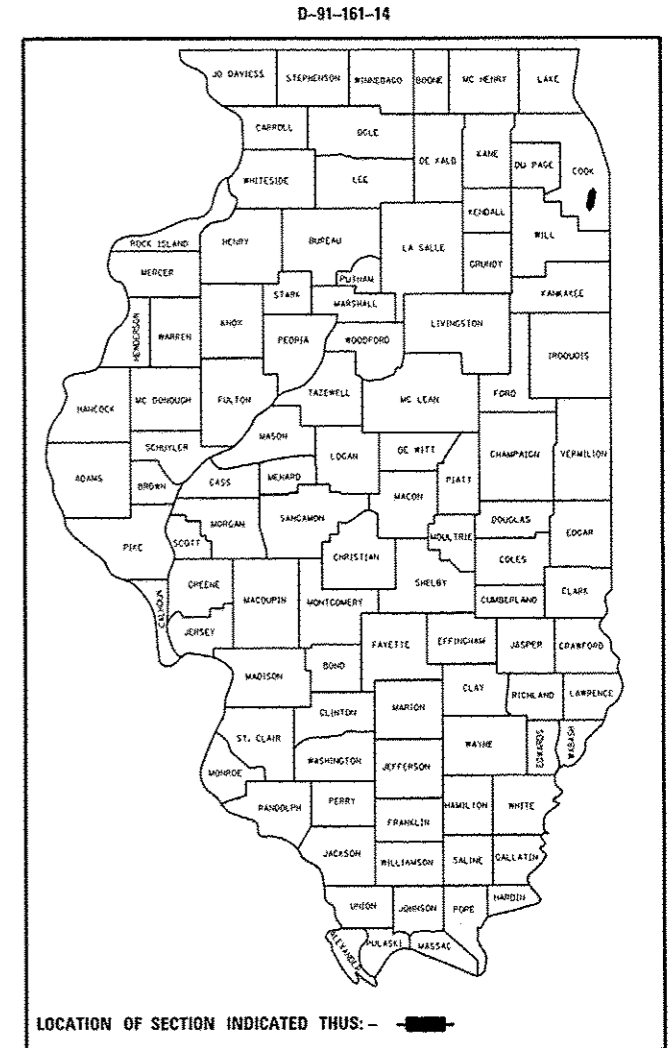 D-91-161-14
JO DAVIESS
STEPHENSON
WINNEBAGO
BOONE
MC HENRY
LAKE
CARROLL
OGLE
DE KALB
KANE
DU PAGE
COOK
WHITESIDE
LEE
KENDALL
WILL
ROCK ISLAND
HENRY
BUREAU
LA SALLE
GRUNDY
MERCER
PUTNAM
STARK
MARSHALL
KANKAKEE
HENDERSON
WARREN
KNOX
PEORIA
WOODFORD
LIVINGSTON
IROQUOIS
HANCOCK
MC DONOUGH
FULTON
TAZEWELL
MC LEAN
FORD
SCHUYLER
MASON
LOGAN
DE WITT
CHAMPAIGN
VERMILION
ADAMS
BROWN
CASS
MENARD
PIATT
MACON
PIKE
SCOTT
MORGAN
SANGAMON
CHRISTIAN
MOULTRIE
DOUGLAS
EDGAR
COLES
CALHOUN
GREENE
MACOUPIN
MONTGOMERY
SHELBY
CUMBERLAND
CLARK
JERSEY
FAYETTE
EFFINGHAM
JASPER
CRAWFORD
MADISON
BOND
CLAY
RICHLAND
LAWRENCE
CLINTON
MARION
ST. CLAIR
WAYNE
EDWARDS
WABASH
MONROE
WASHINGTON
JEFFERSON
RANDOLPH
PERRY
HAMILTON
WHITE
FRANKLIN
JACKSON
WILLIAMSON
SALINE
GALLATIN
UNION
JOHNSON
POPE
HARDIN
ALEXANDER
PULASKI
MASSAC
LOCATION OF SECTION INDICATED THUS: -